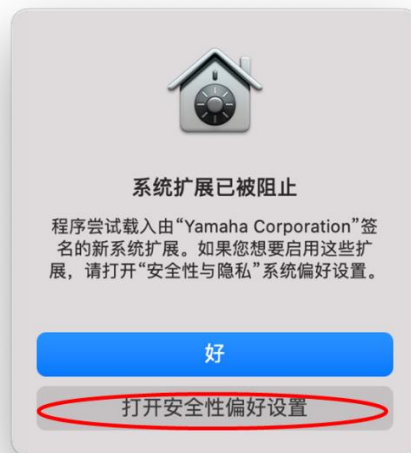 系统扩展已被阻止
程序尝试载入由“Yamaha Corporation”签
名的新系统扩展。如果您想要启用这些扩
展，请打开“安全性与隐私”系统偏好设置。
好
打开安全性偏好设置